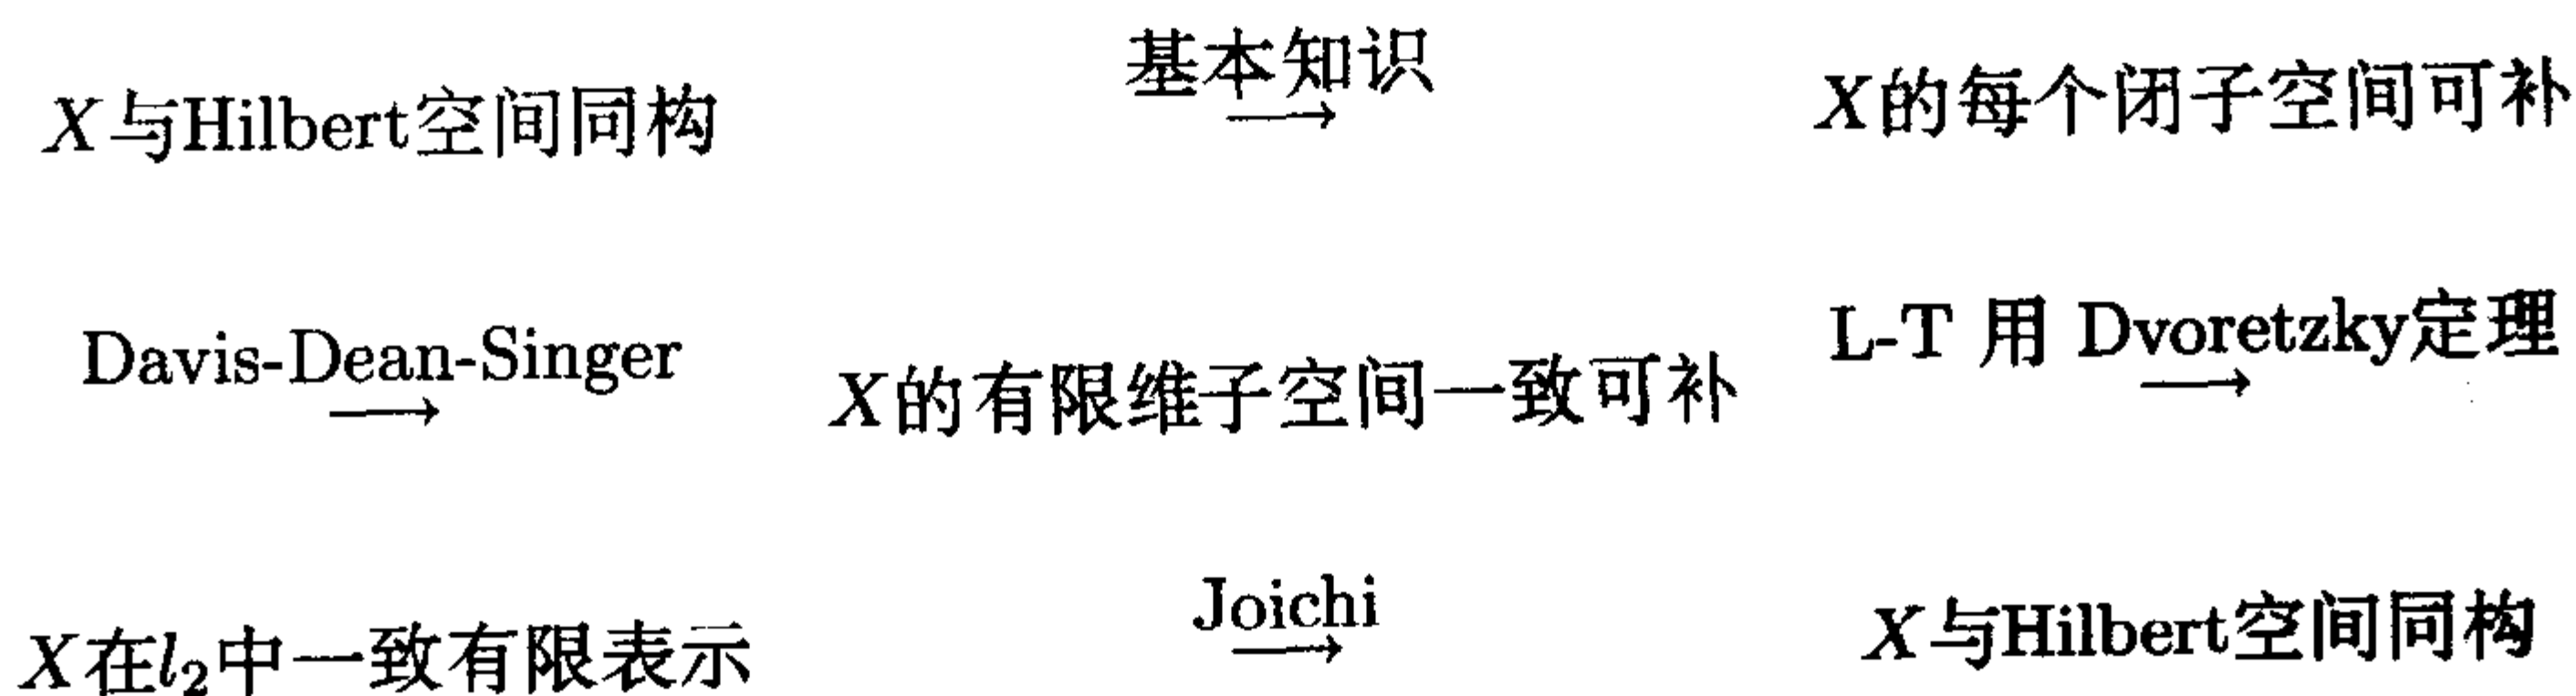 X与Hilbert空间同构 基本知识 → X的每个闭子空间可补
Davis-Dean-Singer → X的有限维子空间一致可补 L-T 用 Dvoretzky定理 →
X在l₂中一致有限表示 Joichi → X与Hilbert空间同构